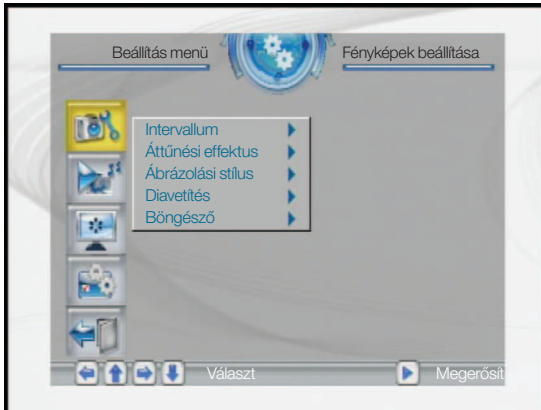 Beállítás menü
Fényképek beállítása
Intervallum
Áttűnési effektus
Ábrázolási stílus
Diavetítés
Böngésző
Választ
Megerősít